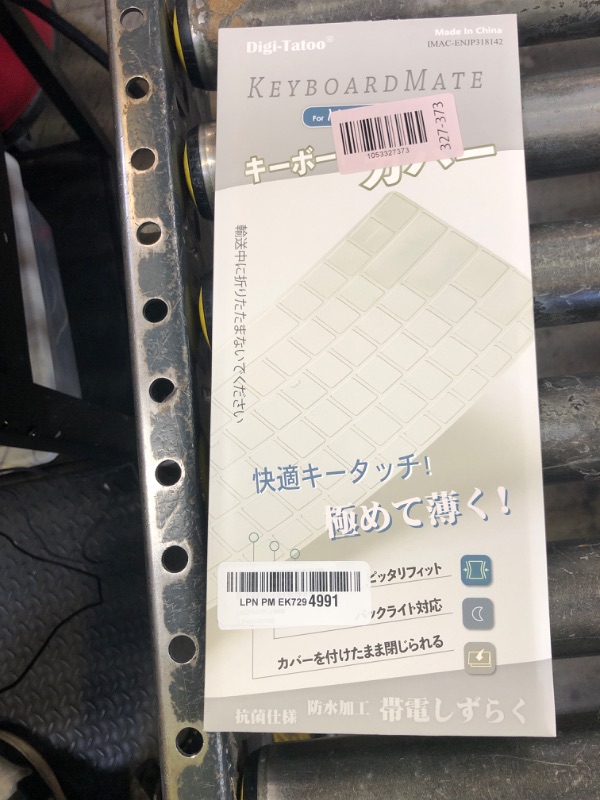 Digi-Tatoo®
Made In China
IMAC-ENJP318142
KEYBOARDMATE
For
1053327373
327-373
キーボー
カバー
輸送中に折りたたまないでください
快適キータッチ！
極めて薄く！
ピッタリフィット
LPN PM EK729 4991
バックライト対応
カバーを付けたまま閉じられる
抗菌仕様 防水加工 帯電しずらく